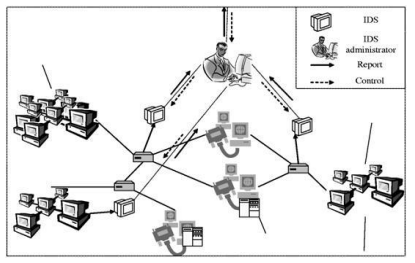 IDS
IDS
administrator
Report
Control